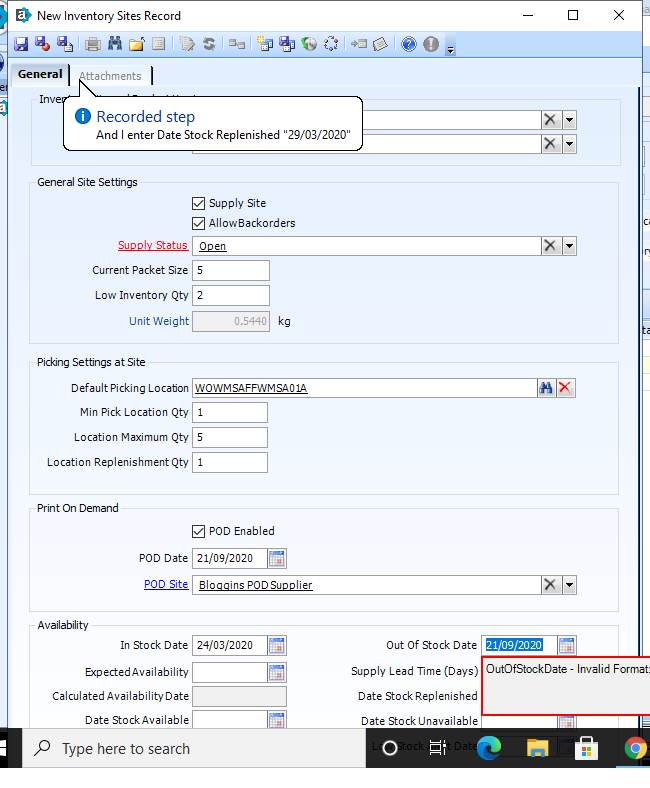 New Inventory Sites Record
General
Attachments
Recorded step
And I enter Date Stock Replenished "29/03/2020"
General Site Settings
Supply Site
AllowBackorders
Supply Status
Open
Current Packet Size
5
Low Inventory Qty
2
Unit Weight
0.5440
kg
Picking Settings at Site
Default Picking Location
WOWMSAFFWMSA01A
Min Pick Location Qty
1
Location Maximum Qty
5
Location Replenishment Qty
1
Print On Demand
POD Enabled
POD Date
21/09/2020
POD Site
Bloggins POD Supplier
Availability
In Stock Date
24/03/2020
Out Of Stock Date
21/09/2020
Expected Availability
Supply Lead Time (Days)
OutOfStockDate - Invalid Format:
Calculated Availability Date
Date Stock Replenished
Date Stock Available
Date Stock Unavailable
Type here to search